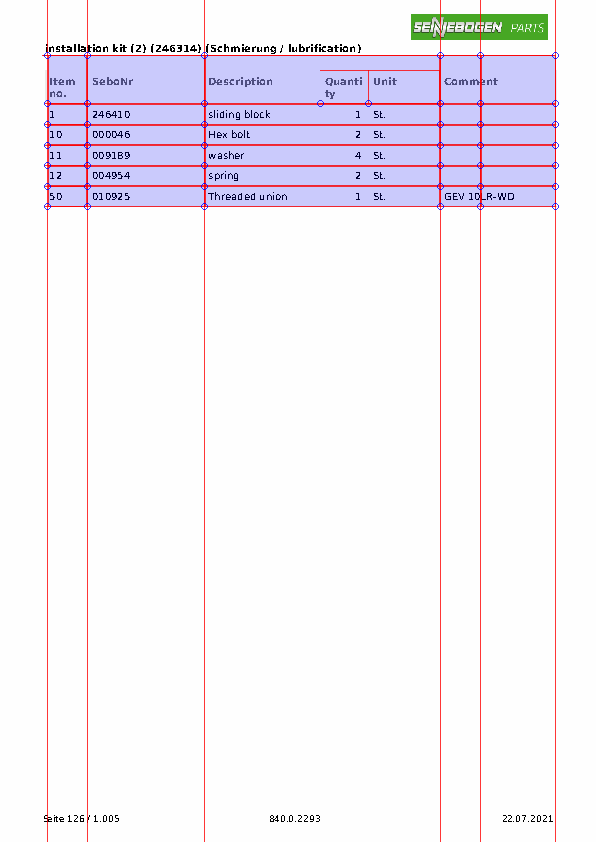 SENNEBOGEN PARTS
installation kit (2) (246314) (Schmierung / lubrification)
Item no. SeboNr Description Quantity Unit Comment
1 246410 sliding block 1 St.
10 000046 Hex bolt 2 St.
11 009189 washer 4 St.
12 004954 spring 2 St.
50 010925 Threaded union 1 St. GEV 10LR-WD
Seite 126 / 1.005 840.0.2293 22.07.2021